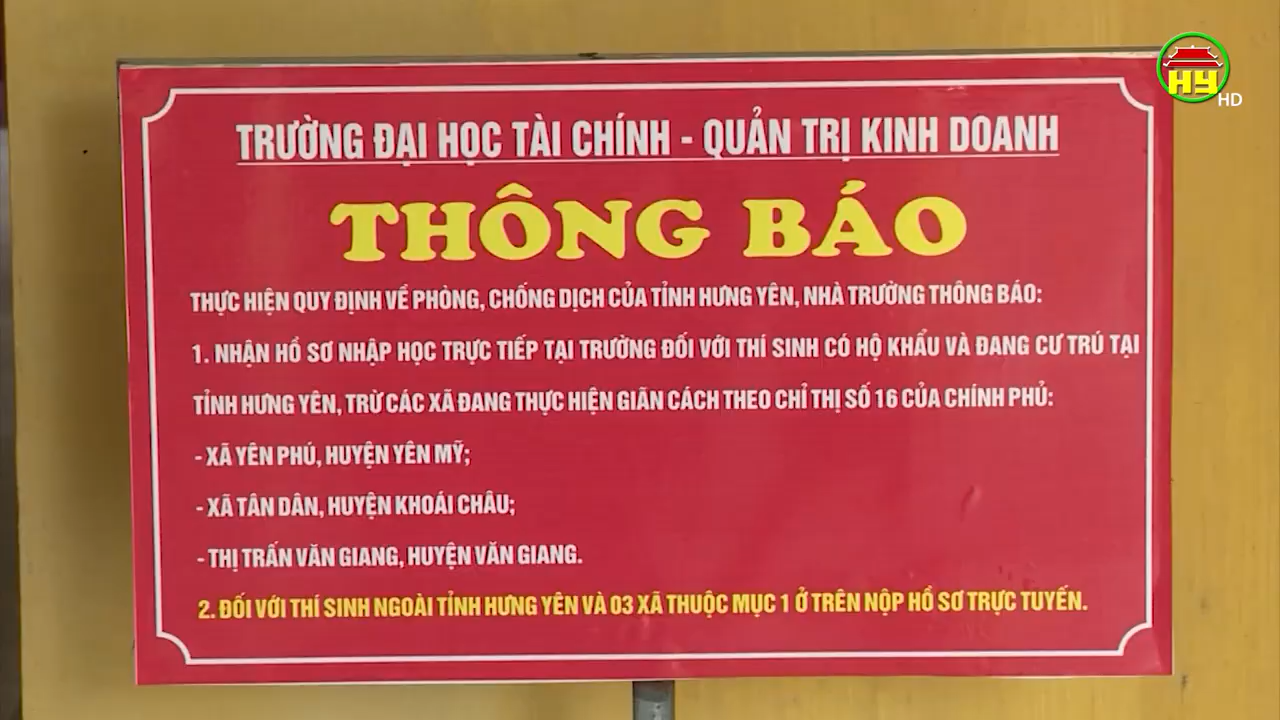 HY
HD
TRƯỜNG ĐẠI HỌC TÀI CHÍNH - QUẢN TRỊ KINH DOANH
THÔNG BÁO
THỰC HIỆN QUY ĐỊNH VỀ PHÒNG, CHỐNG DỊCH CỦA TỈNH HƯNG YÊN, NHÀ TRƯỜNG THÔNG BÁO:
1. NHẬN HỒ SƠ NHẬP HỌC TRỰC TIẾP TẠI TRƯỜNG ĐỐI VỚI THÍ SINH CÓ HỘ KHẨU VÀ ĐANG CƯ TRÚ TẠI
TỈNH HƯNG YÊN, TRỪ CÁC XÃ ĐANG THỰC HIỆN GIÃN CÁCH THEO CHỈ THỊ SỐ 16 CỦA CHÍNH PHỦ:
- XÃ YÊN PHÚ, HUYỆN YÊN MỸ;
- XÃ TÂN DÂN, HUYỆN KHOÁI CHÂU;
- THỊ TRẤN VĂN GIANG, HUYỆN VĂN GIANG.
2. ĐỐI VỚI THÍ SINH NGOÀI TỈNH HƯNG YÊN VÀ 03 XÃ THUỘC MỤC 1 Ở TRÊN NỘP HỒ SƠ TRỰC TUYẾN.